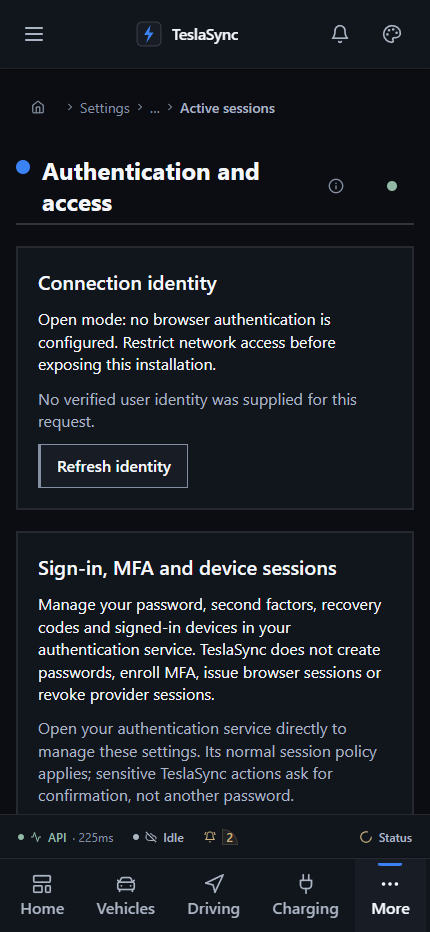 TeslaSync
Settings
...
Active sessions
Authentication and
access
Connection identity
Open mode: no browser authentication is
configured. Restrict network access before
exposing this installation.
No verified user identity was supplied for this
request.
Refresh identity
Sign-in, MFA and device sessions
Manage your password, second factors, recovery
codes and signed-in devices in your
authentication service. TeslaSync does not create
passwords, enroll MFA, issue browser sessions or
revoke provider sessions.
Open your authentication service directly to
manage these settings. Its normal session policy
applies; sensitive TeslaSync actions ask for
confirmation, not another password.
API · 225ms
Idle
2
Status
Home
Vehicles
Driving
Charging
More